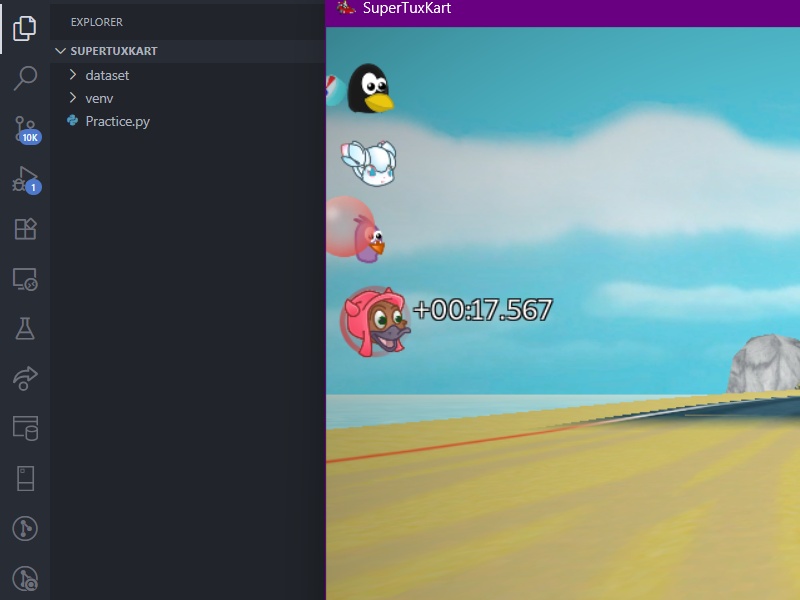 EXPLORER
SUPERTUXKART
dataset
venv
Practice.py
10K
1
SuperTuxKart
+00:17.567